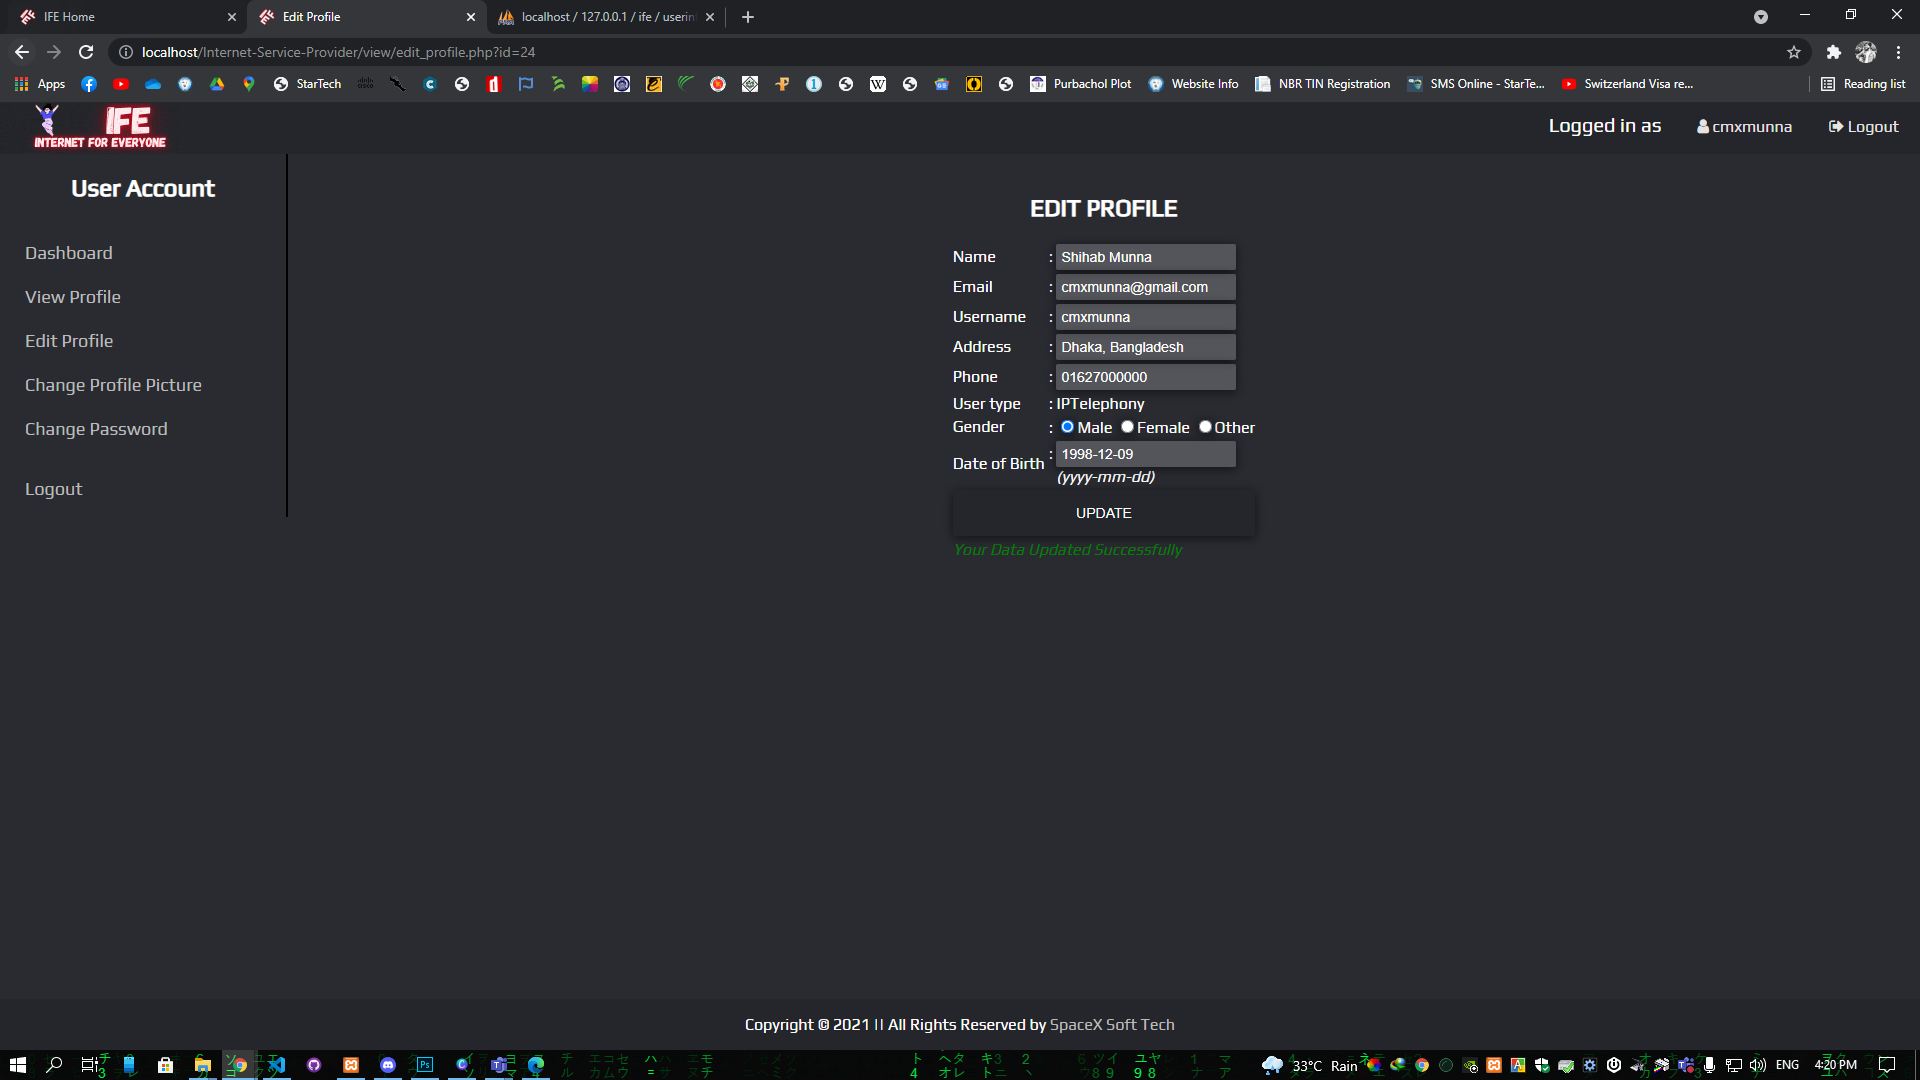 IFE Home
Edit Profile
localhost / 127.0.0.1 / ife / userin
localhost/Internet-Service-Provider/view/edit_profile.php?id=24
Apps
StarTech
Purbachol Plot
Website Info
NBR TIN Registration
SMS Online - StarTe...
Switzerland Visa re...
Reading list
IFE
INTERNET FOR EVERYONE
Logged in as
cmxmunna
Logout
User Account
Dashboard
View Profile
Edit Profile
Change Profile Picture
Change Password
Logout
EDIT PROFILE
Name : Shihab Munna
Email : cmxmunna@gmail.com
Username : cmxmunna
Address : Dhaka, Bangladesh
Phone : 01627000000
User type : IPTelephony
Gender : Male Female Other
Date of Birth : 1998-12-09
(yyyy-mm-dd)
UPDATE
Your Data Updated Successfully
Copyright © 2021 || All Rights Reserved by SpaceX Soft Tech
33°C Rain
ENG
4:20 PM